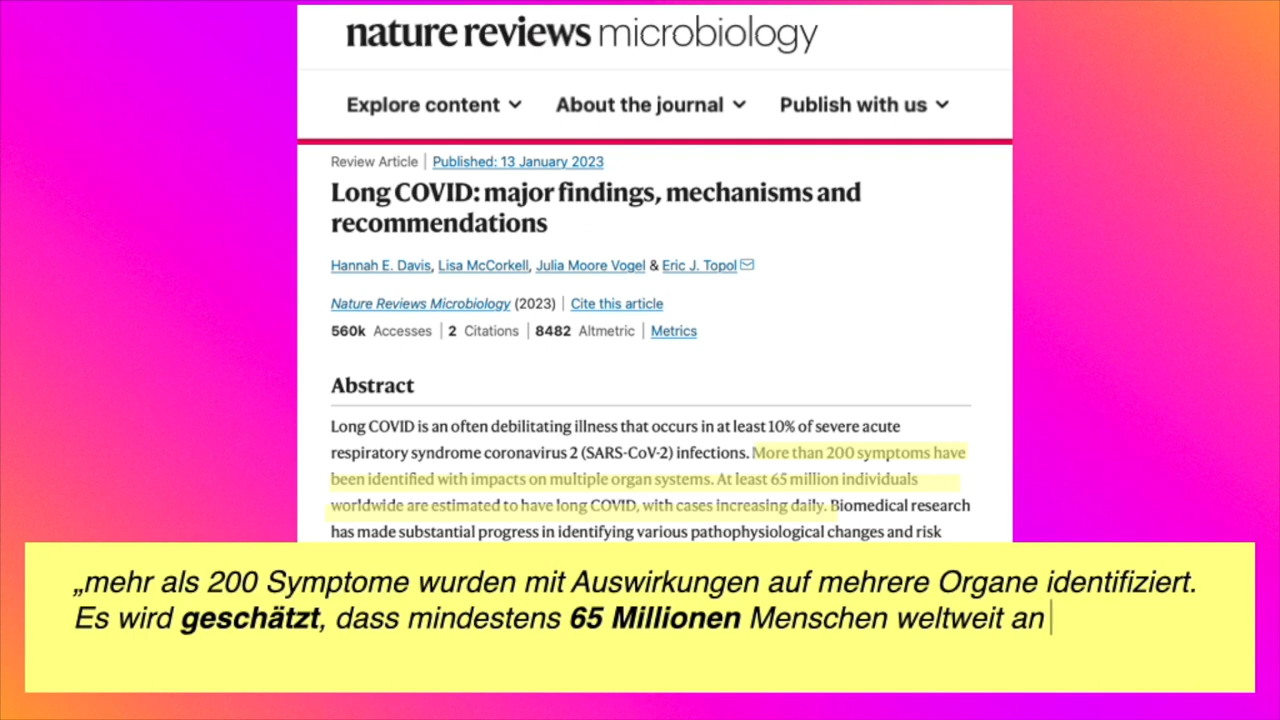 nature reviews microbiology
Explore content About the journal Publish with us
Review Article | Published: 13 January 2023
Long COVID: major findings, mechanisms and
recommendations
Hannah E. Davis, Lisa McCorkell, Julia Moore Vogel & Eric J. Topol
Nature Reviews Microbiology (2023) | Cite this article
560k Accesses | 2 Citations | 8482 Altmetric | Metrics
Abstract
Long COVID is an often debilitating illness that occurs in at least 10% of severe acute
respiratory syndrome coronavirus 2 (SARS-CoV-2) infections. More than 200 symptoms have
been identified with impacts on multiple organ systems. At least 65 million individuals
worldwide are estimated to have long COVID, with cases increasing daily. Biomedical research
has made substantial progress in identifying various pathophysiological changes and risk
„mehr als 200 Symptome wurden mit Auswirkungen auf mehrere Organe identifiziert.
Es wird geschätzt, dass mindestens 65 Millionen Menschen weltweit an